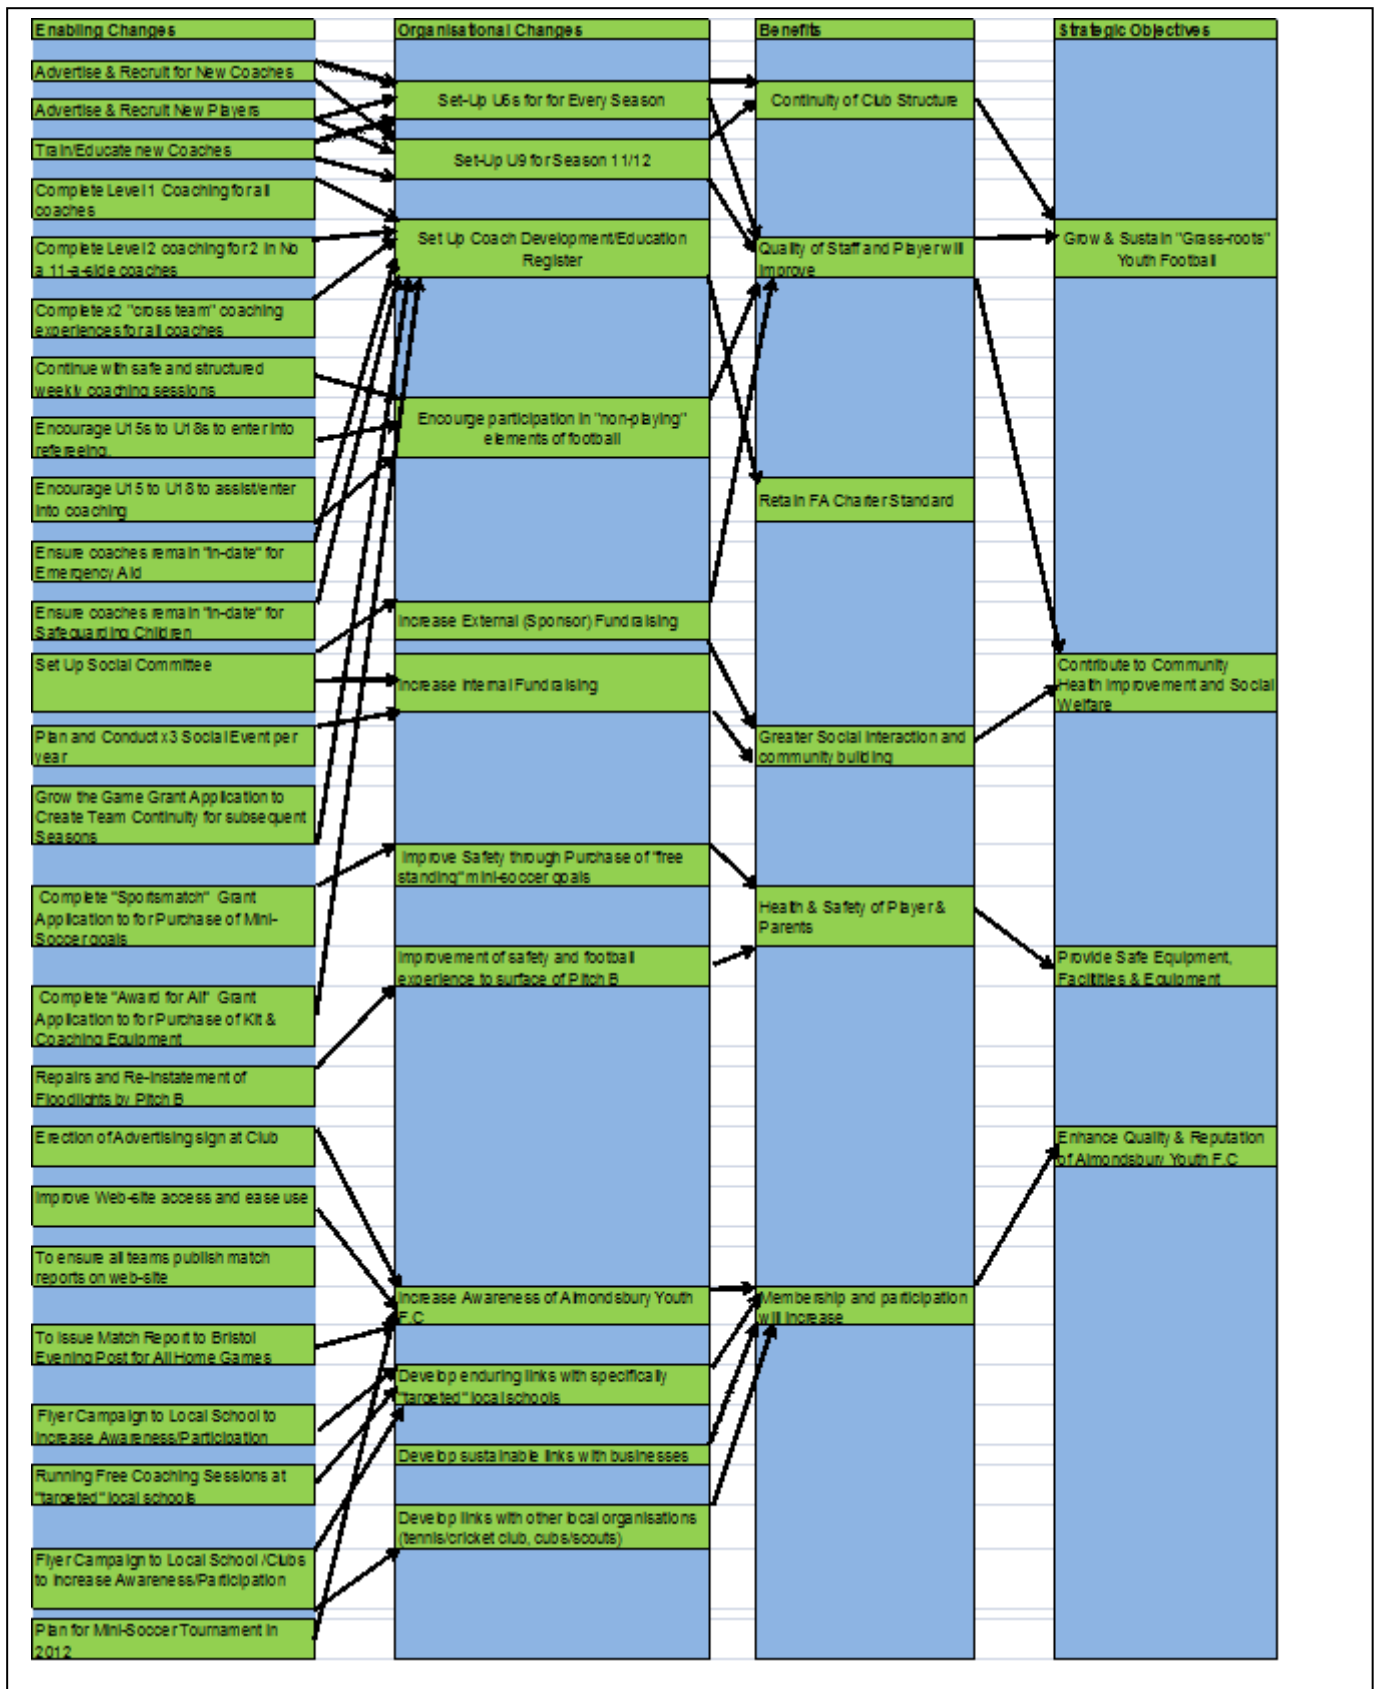 Enabling Changes
Advertise & Recruit for New Coaches
Advertise & Recruit New Players
Train/Educate new Coaches
Complete Level 1 Coaching for all
coaches
Complete Level 2 coaching for 2 in No
a 11-a-side coaches
Complete x2 "cross team" coaching
experiences for all coaches
Continue with safe and structured
weekly coaching sessions
Encourage U15s to U18s to enter into
refereeing.
Encourage U15 to U18 to assist/enter
into coaching
Ensure coaches remain "in-date" for
Emergency Aid
Ensure coaches remain "in-date" for
Safeguarding Children
Set Up Social Committee
Plan and Conduct x3 Social Event per
year
Grow the Game Grant Application to
Create Team Continuity for subsequent
Seasons
Complete "Sportsmatch" Grant
Application to for Purchase of Mini-
Soccer goals
Complete "Award for All" Grant
Application to for Purchase of Kit &
Coaching Equipment
Repairs and Re-Instatement of
Floodlights by Pitch B
Erection of Advertising sign at Club
Improve Web-site access and ease use
To ensure all teams publish match
reports on web-site
To Issue Match Report to Bristol
Evening Post for All Home Games
Flyer Campaign to Local School to
Increase Awareness/Participation
Running Free Coaching Sessions at
"targeted" local schools
Flyer Campaign to Local School /Clubs
to Increase Awareness/Participation
Plan for Mini-Soccer Tournament in
2012
Organisational Changes
Set-Up U6s for for Every Season
Set-Up U9 for Season 11/12
Set Up Coach Development/Education
Register
Encourge participation in "non-playing"
elements of football
Increase External (Sponsor) Fundraising
Increase Internal Fundraising
Improve Safety through Purchase of "free
standing" mini-soccer goals
Improvement of safety and football
experience to surface of Pitch B
Increase Awareness of Almondsbury Youth
F.C
Develop enduring links with specifically
"targeted" local schools
Develop sustainable links with businesses
Develop links with other local organisations
(tennis/cricket club, cubs/scouts)
Benefits
Continuity of Club Structure
Quality of Staff and Player will
improve
Retain FA Charter Standard
Greater Social Interaction and
community building
Health & Safety of Player &
Parents
Membership and participation
will increase
Strategic Objectives
Grow & Sustain "Grass-roots"
Youth Football
Contribute to Community
Health Improvement and Social
Welfare
Provide Safe Equipment,
Facilities & Equipment
Enhance Quality & Reputation
of Almondsbury Youth F.C